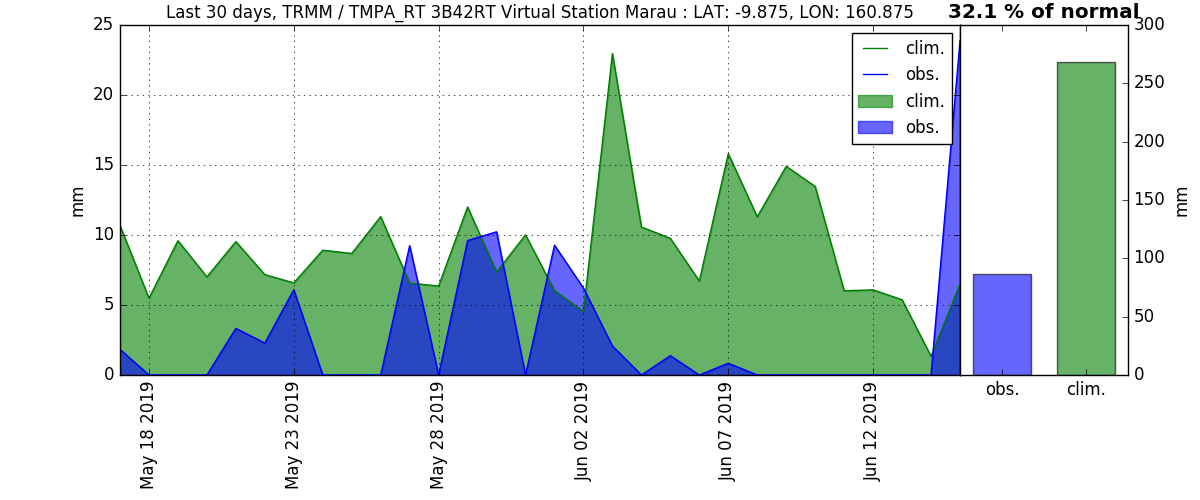 Last 30 days, TRMM / TMPA_RT 3B42RT Virtual Station Marau : LAT: -9.875, LON: 160.875
32.1 % of normal
25
20
15
10
5
0
mm
clim.
obs.
clim.
obs.
300
250
200
150
100
50
0
mm
obs.
clim.
May 18 2019
May 23 2019
May 28 2019
Jun 02 2019
Jun 07 2019
Jun 12 2019